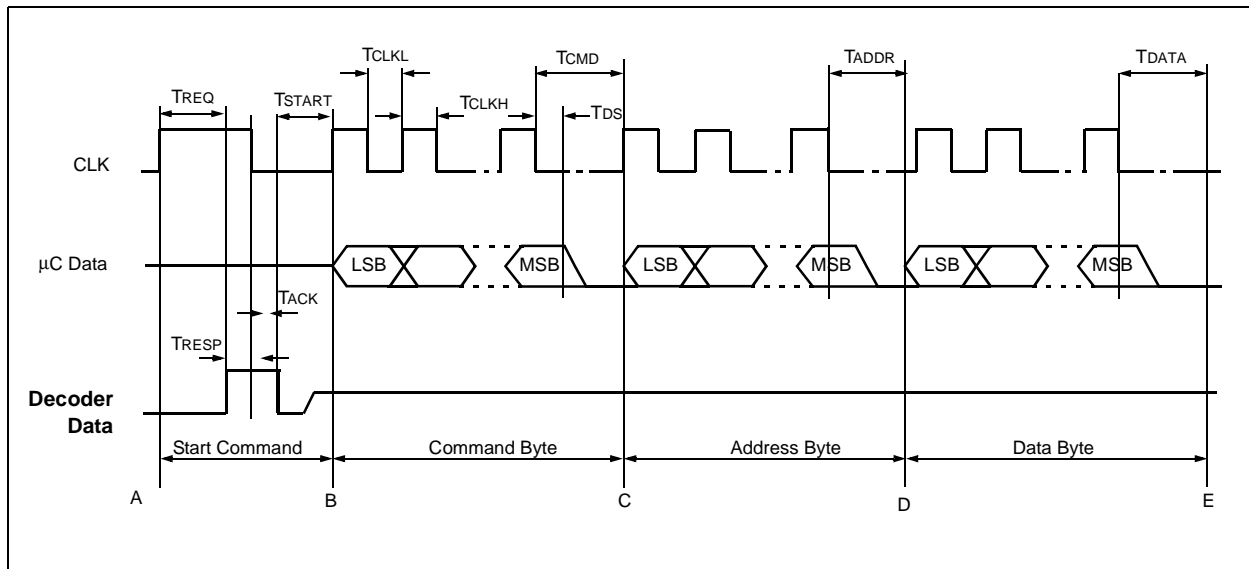 TCLKL
TCMD
TADDR
TDATA
TREQ
TSTART
TCLKH
TDS
CLK
µC Data
LSB
MSB
LSB
MSB
LSB
MSB
TACK
TRESP
Decoder
Data
Start Command
Command Byte
Address Byte
Data Byte
A
B
C
D
E